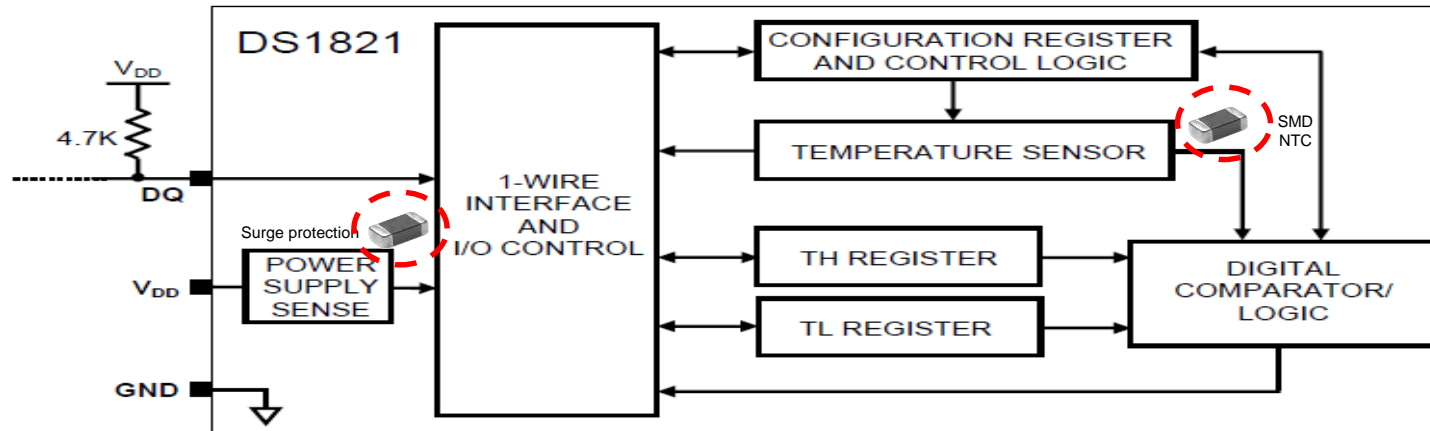 DS1821
VDD
4.7K
DQ
Surge protection
POWER
SUPPLY
SENSE
VDD
GND
1-WIRE
INTERFACE
AND
I/O CONTROL
CONFIGURATION REGISTER
AND CONTROL LOGIC
SMD
NTC
TEMPERATURE SENSOR
TH REGISTER
TL REGISTER
DIGITAL
COMPARATOR/
LOGIC